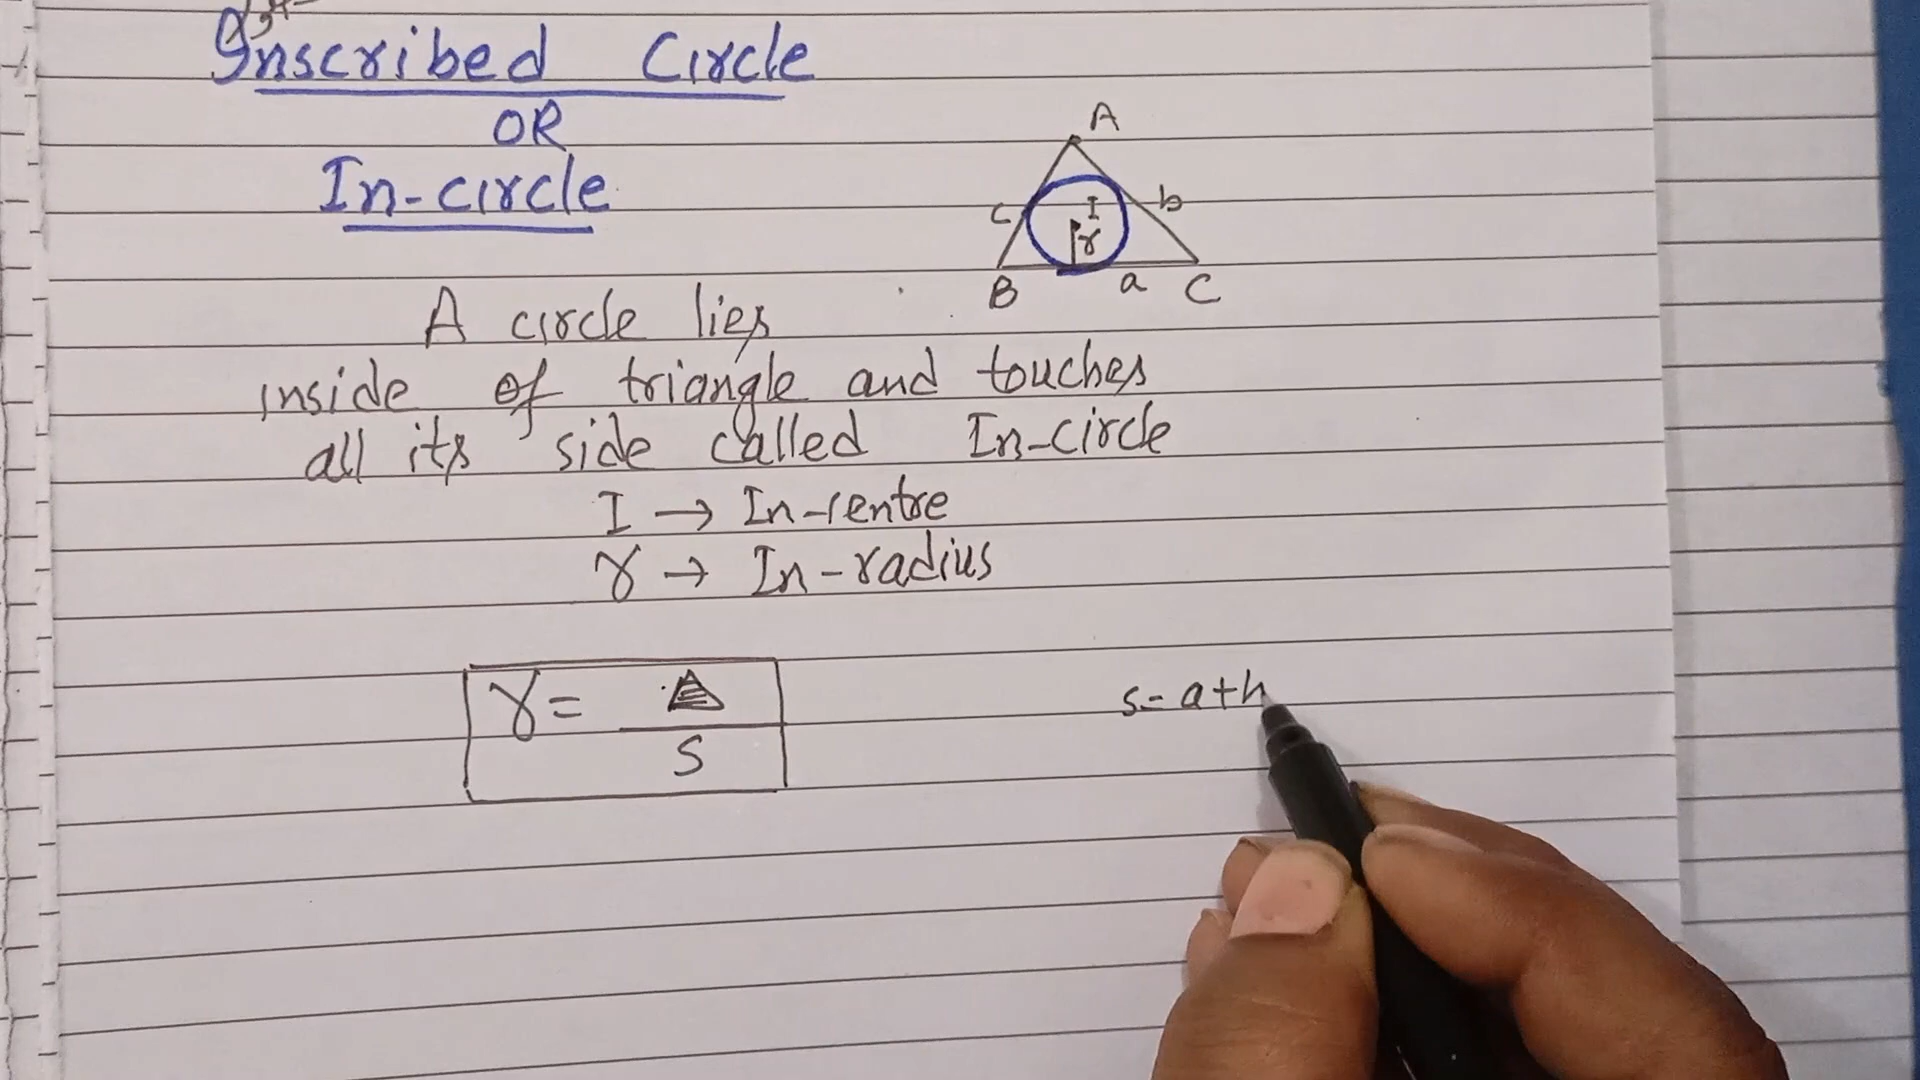 Inscribed Circle
OR
In-circle
A
c I b
r
B a C
A circle lies
inside of triangle and touches
all its side called In-circle
I → In-centre
r → In-radius
r = Δ
S
s = a+b